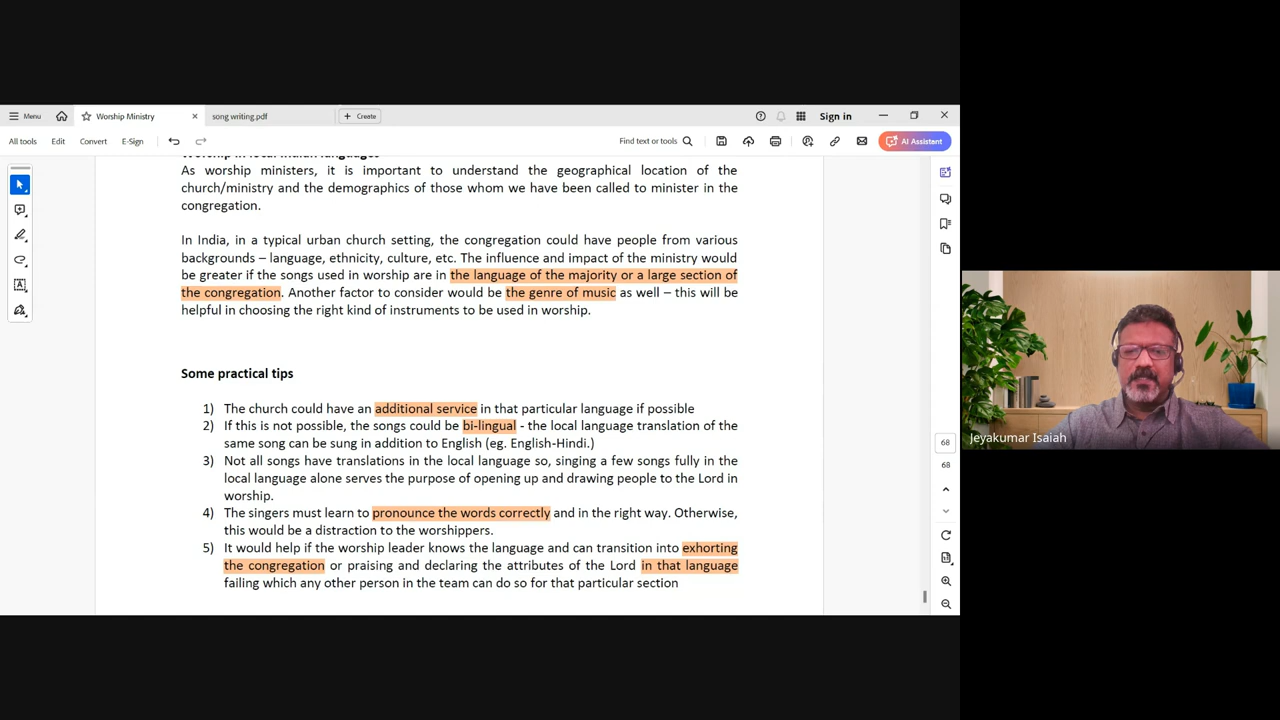 Menu
Worship Ministry
song writing.pdf
Create
Sign in
All tools
Edit
Convert
E-Sign
Find text or tools
AI Assistant
Worship in local Indian languages
As worship ministers, it is important to understand the geographical location of the
church/ministry and the demographics of those whom we have been called to minister in the
congregation.
In India, in a typical urban church setting, the congregation could have people from various
backgrounds – language, ethnicity, culture, etc. The influence and impact of the ministry would
be greater if the songs used in worship are in the language of the majority or a large section of
the congregation. Another factor to consider would be the genre of music as well – this will be
helpful in choosing the right kind of instruments to be used in worship.
Some practical tips
1) The church could have an additional service in that particular language if possible
2) If this is not possible, the songs could be bi-lingual - the local language translation of the
same song can be sung in addition to English (eg. English-Hindi.)
3) Not all songs have translations in the local language so, singing a few songs fully in the
local language alone serves the purpose of opening up and drawing people to the Lord in
worship.
4) The singers must learn to pronounce the words correctly and in the right way. Otherwise,
this would be a distraction to the worshippers.
5) It would help if the worship leader knows the language and can transition into exhorting
the congregation or praising and declaring the attributes of the Lord in that language
failing which any other person in the team can do so for that particular section
68
68
Jeyakumar Isaiah